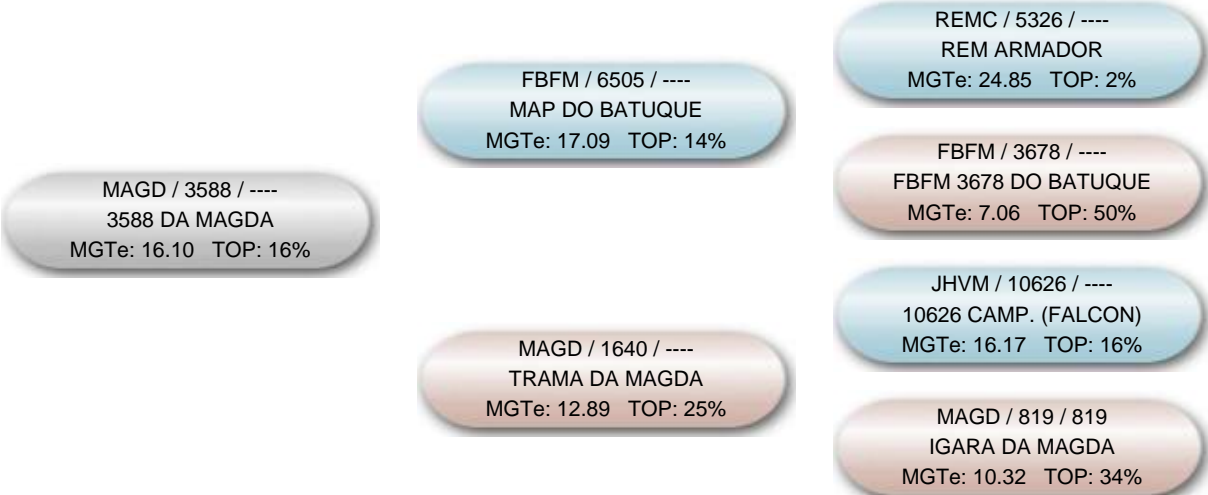 MAGD / 3588 / ----
3588 DA MAGDA
MGTe: 16.10 TOP: 16%
FBFM / 6505 / ----
MAP DO BATUQUE
MGTe: 17.09 TOP: 14%
MAGD / 1640 / ----
TRAMA DA MAGDA
MGTe: 12.89 TOP: 25%
REMC / 5326 / ----
REM ARMADOR
MGTe: 24.85 TOP: 2%
FBFM / 3678 / ----
FBFM 3678 DO BATUQUE
MGTe: 7.06 TOP: 50%
JHVM / 10626 / ----
10626 CAMP. (FALCON)
MGTe: 16.17 TOP: 16%
MAGD / 819 / 819
IGARA DA MAGDA
MGTe: 10.32 TOP: 34%